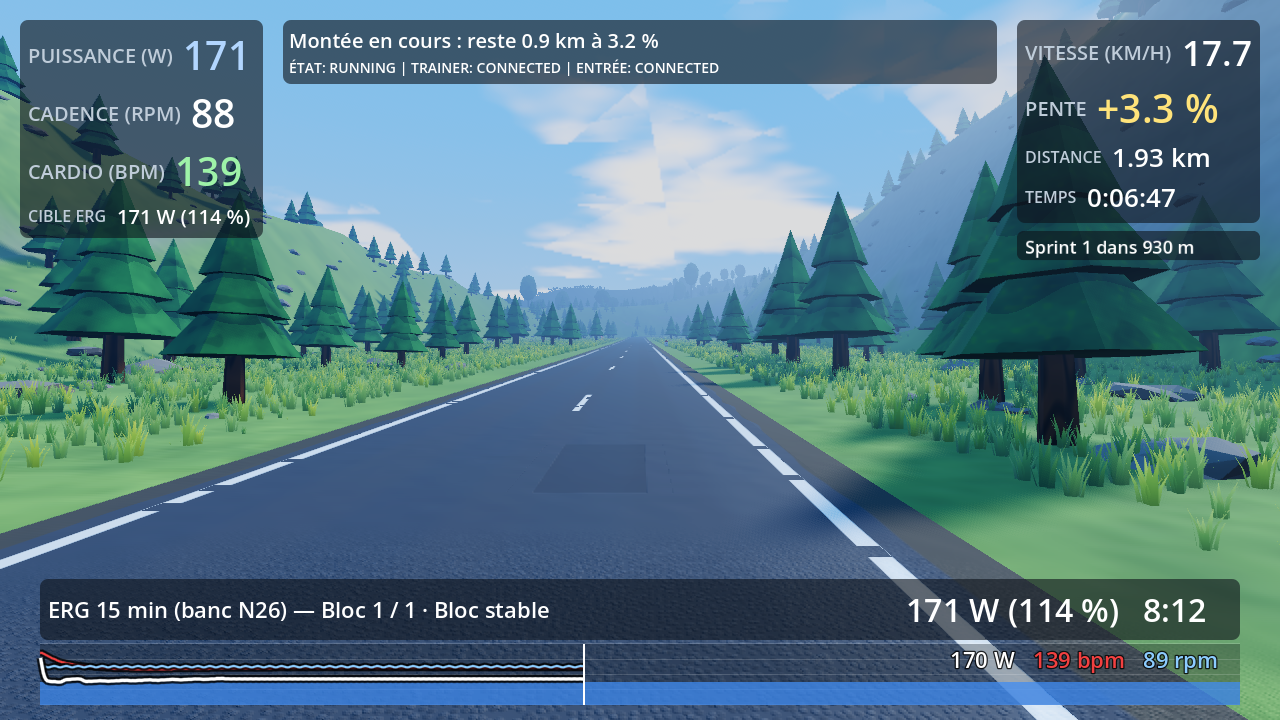 PUISSANCE (W) 171
CADENCE (RPM) 88
CARDIO (BPM) 139
CIBLE ERG 171 W (114 %)
Montée en cours : reste 0.9 km à 3.2 %
ÉTAT: RUNNING | TRAINER: CONNECTED | ENTRÉE: CONNECTED
VITESSE (KM/H) 17.7
PENTE +3.3 %
DISTANCE 1.93 km
TEMPS 0:06:47
Sprint 1 dans 930 m
ERG 15 min (banc N26) — Bloc 1 / 1 · Bloc stable 171 W (114 %) 8:12
170 W 139 bpm 89 rpm